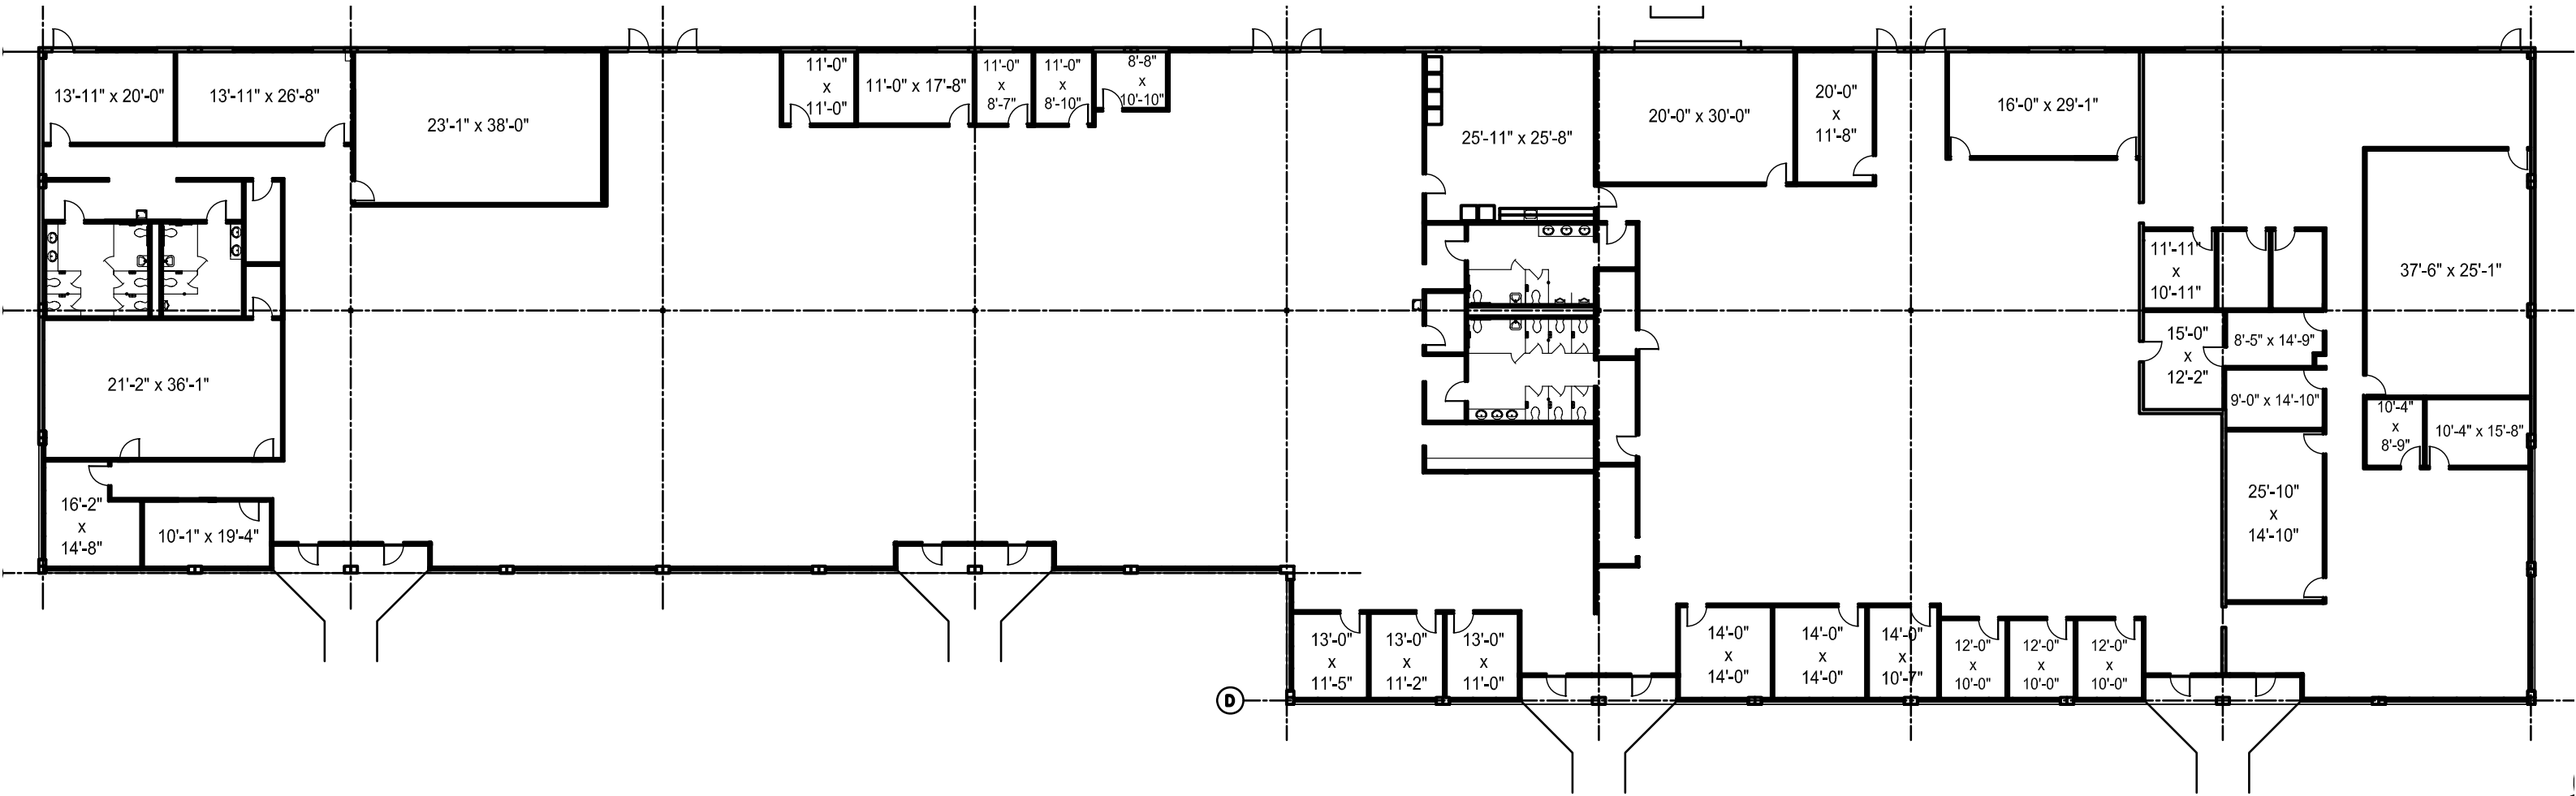 13'-11" x 20'-0"
13'-11" x 26'-8"
23'-1" x 38'-0"
11'-0"
x
11'-0"
11'-0" x 17'-8"
11'-0"
x
8'-7"
11'-0"
x
8'-10"
8'-8"
x
10'-10"
25'-11" x 25'-8"
20'-0" x 30'-0"
20'-0"
x
11'-8"
16'-0" x 29'-1"
11'-11"
x
10'-11"
37'-6" x 25'-1"
15'-0"
x
12'-2"
8'-5" x 14'-9"
9'-0" x 14'-10"
10'-4"
x
8'-9"
10'-4" x 15'-8"
21'-2" x 36'-1"
16'-2"
x
14'-8"
10'-1" x 19'-4"
25'-10"
x
14'-10"
13'-0"
x
11'-5"
13'-0"
x
11'-2"
13'-0"
x
11'-0"
14'-0"
x
14'-0"
14'-0"
x
14'-0"
14'-0"
x
10'-7"
12'-0"
x
10'-0"
12'-0"
x
10'-0"
12'-0"
x
10'-0"
D